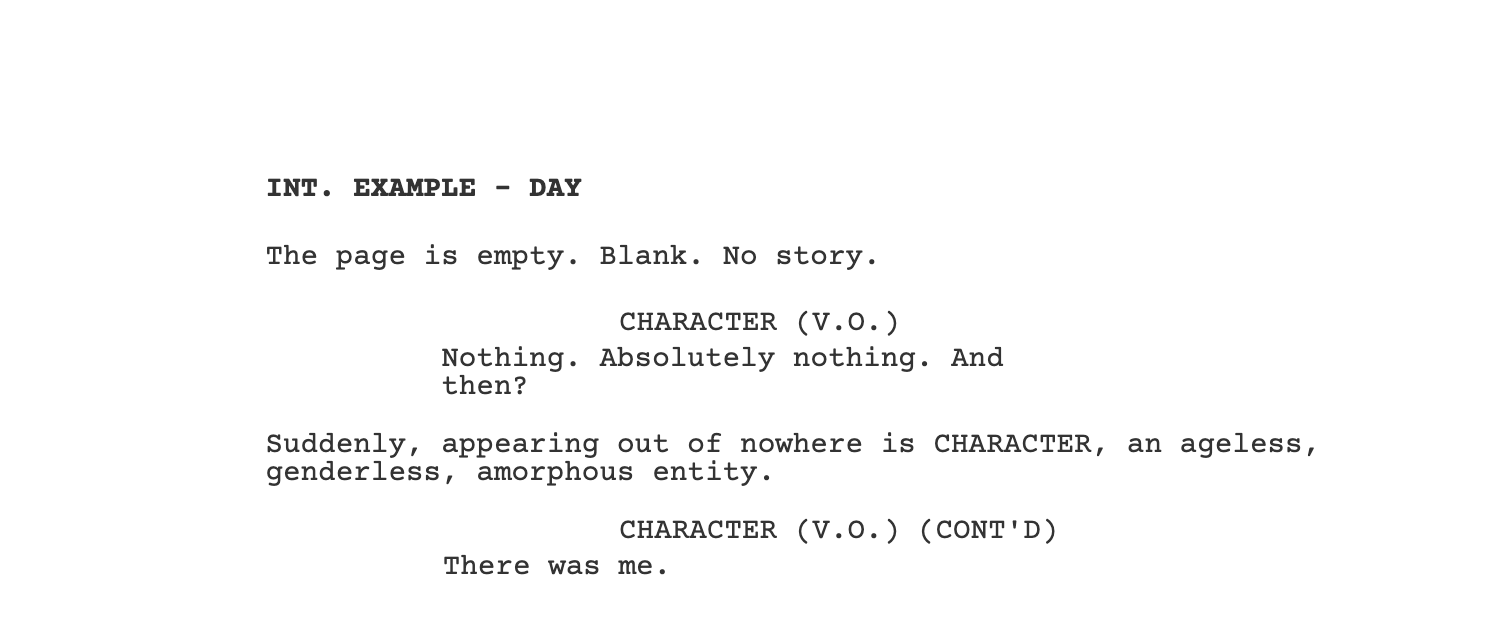 INT. EXAMPLE - DAY
The page is empty. Blank. No story.
CHARACTER (V.O.)
Nothing. Absolutely nothing. And
then?
Suddenly, appearing out of nowhere is CHARACTER, an ageless,
genderless, amorphous entity.
CHARACTER (V.O.) (CONT'D)
There was me.